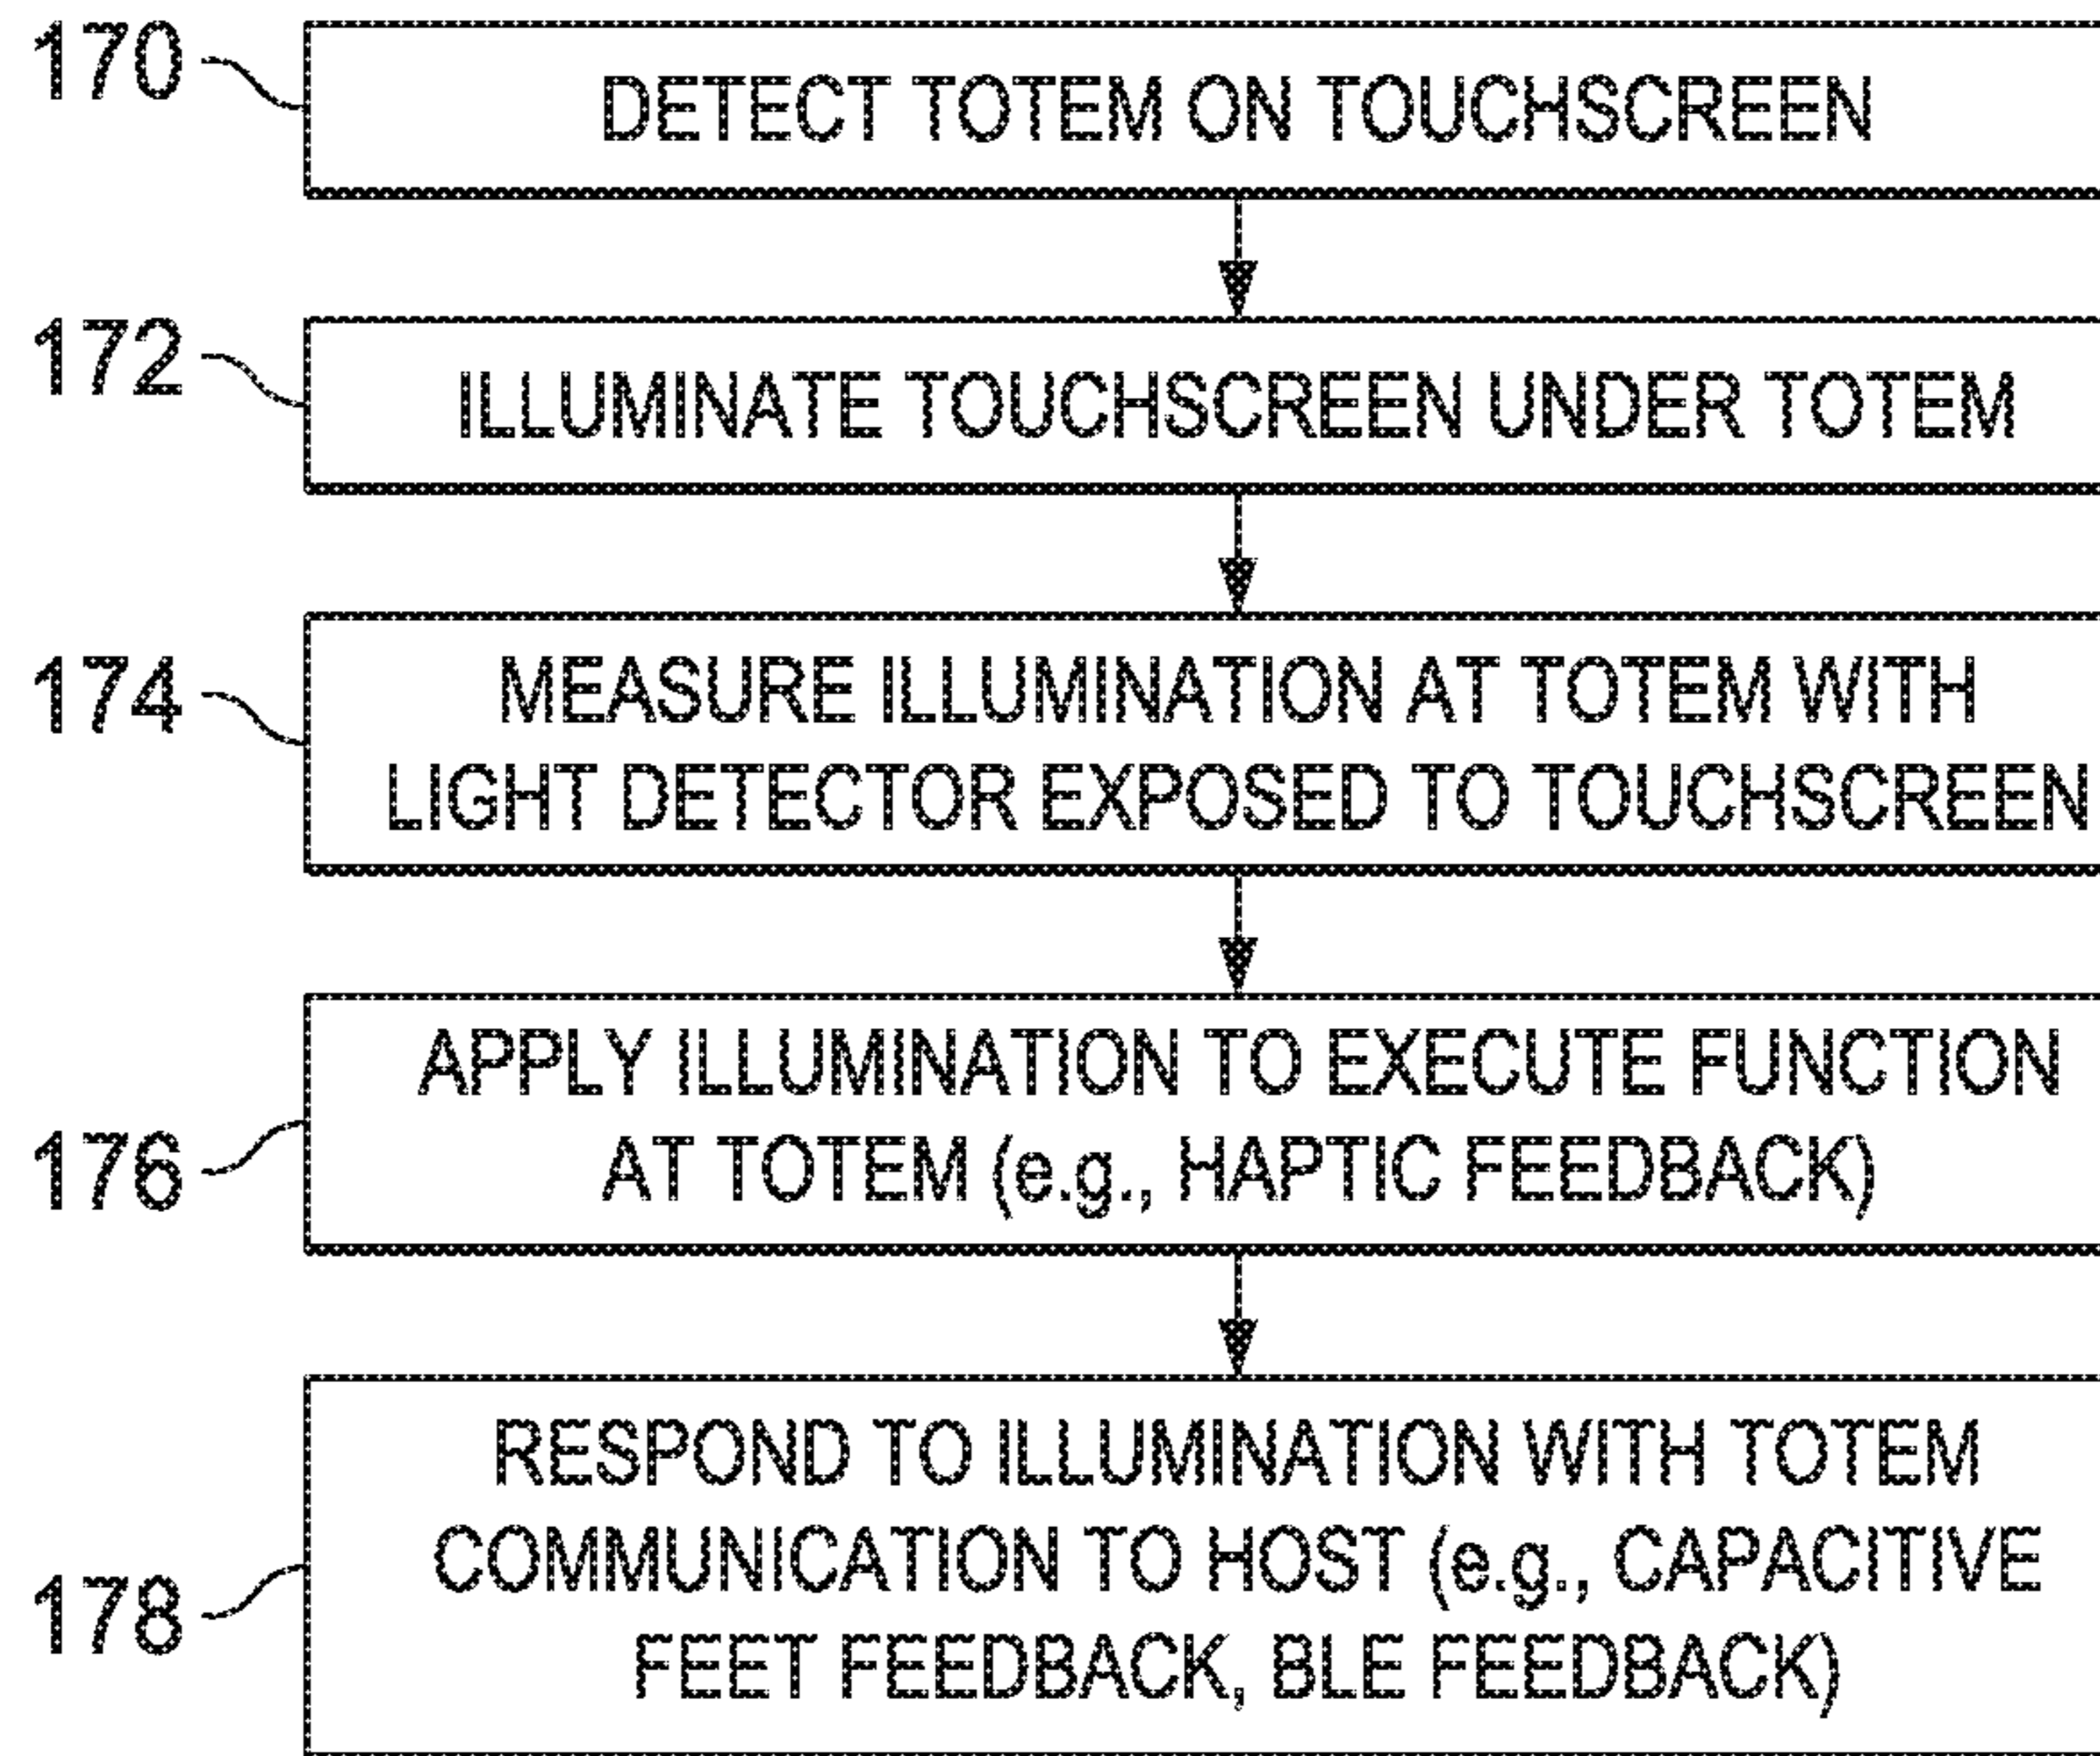 170
DETECT TOTEM ON TOUCHSCREEN
172
ILLUMINATE TOUCHSCREEN UNDER TOTEM
174
MEASURE ILLUMINATION AT TOTEM WITH
LIGHT DETECTOR EXPOSED TO TOUCHSCREEN
176
APPLY ILLUMINATION TO EXECUTE FUNCTION
AT TOTEM (e.g., HAPTIC FEEDBACK)
178
RESPOND TO ILLUMINATION WITH TOTEM
COMMUNICATION TO HOST (e.g., CAPACITIVE
FEET FEEDBACK, BLE FEEDBACK)